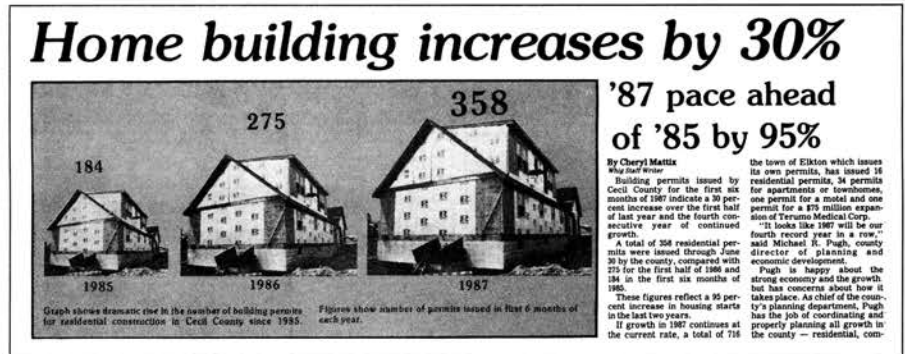 Home building increases by 30%
184
275
358
1985
1986
1987
Graph shows dramatic rise in the number of building permits
for residential construction in Cecil County since 1985.
Figures show number of permits issued in first 6 months of
each year.
'87 pace ahead
of '85 by 95%
By Cheryl Mattix
Whig Staff Writer
Building permits issued by
Cecil County for the first six
months of 1987 indicate a 30 per-
cent increase over the first half
of last year and the fourth con-
secutive year of continued
growth.
A total of 358 residential per-
mits were issued through June
30 by the county, compared with
275 for the first half of 1986 and
184 in the first six months of
1985.
These figures reflect a 95 per-
cent increase in housing starts
in the last two years.
If growth in 1987 continues at
the current rate, a total of 716
the town of Elkton which issues
its own permits, has issued 16
residential permits, 34 permits
for apartments or townhomes,
one permit for a motel and one
permit for a $75 million expan-
sion of Terumo Medical Corp.
"It looks like 1987 will be our
fourth record year in a row,"
said Michael R. Pugh, county
director of planning and
economic development.
Pugh is happy about the
strong economy and the growth
but has concerns about how it
takes place. As chief of the coun-
ty's planning department, Pugh
has the job of coordinating and
properly planning all growth in
the county — residential, com-